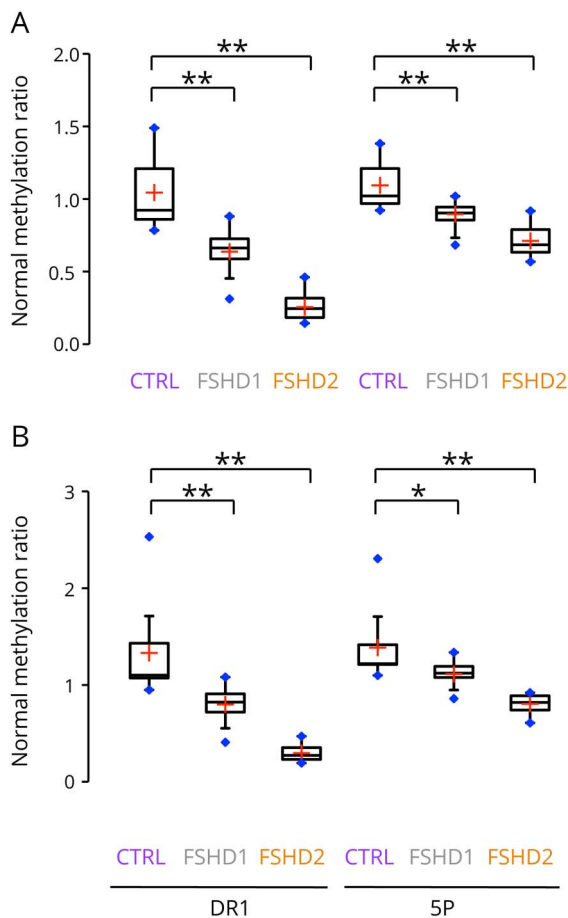 A
**
**
**
**
Normal methylation ratio
2.0
1.5
1.0
0.5
0.0
CTRL FSHD1 FSHD2 CTRL FSHD1 FSHD2
B
**
**
**
*
Normal methylation ratio
3
2
1
0
CTRL FSHD1 FSHD2 CTRL FSHD1 FSHD2
DR1 5P